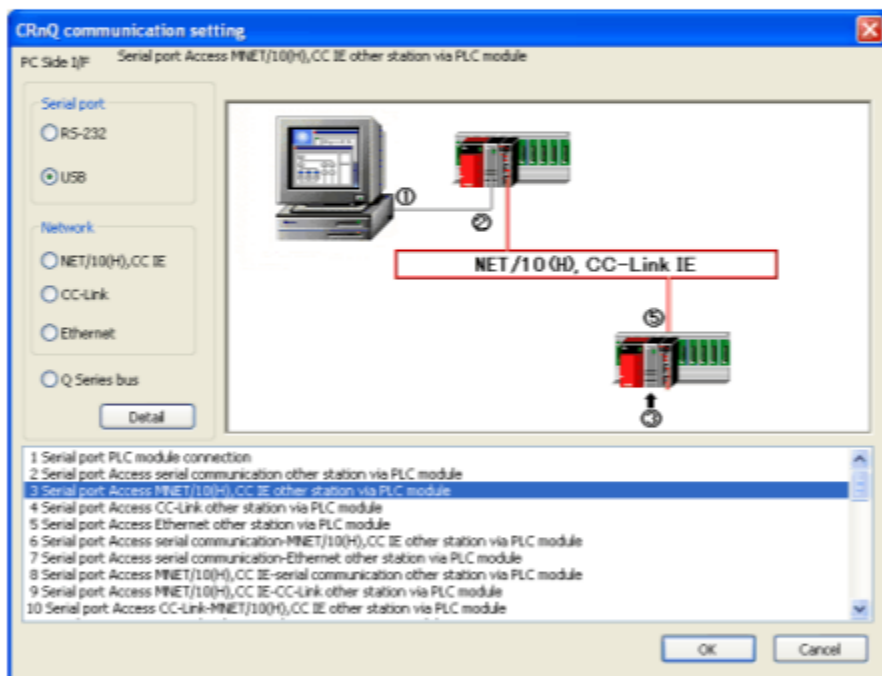 CRnQ communication setting
PC Side I/F
Serial port Access MNET/10(H),CC IE other station via PLC module
Serial port
RS-232
USB
Network
NET/10(H),CC IE
CC-Link
Ethernet
Q Series bus
Detail
①
②
NET/10(H), CC-Link IE
⑤
③
1 Serial port PLC module connection
2 Serial port Access serial communication other station via PLC module
3 Serial port Access MNET/10(H),CC IE other station via PLC module
4 Serial port Access CC-Link other station via PLC module
5 Serial port Access Ethernet other station via PLC module
6 Serial port Access serial communication-MNET/10(H),CC IE other station via PLC module
7 Serial port Access serial communication-Ethernet other station via PLC module
8 Serial port Access MNET/10(H),CC IE-serial communication other station via PLC module
9 Serial port Access MNET/10(H),CC IE-CC-Link other station via PLC module
10 Serial port Access CC-Link-MNET/10(H),CC IE other station via PLC module
OK
Cancel